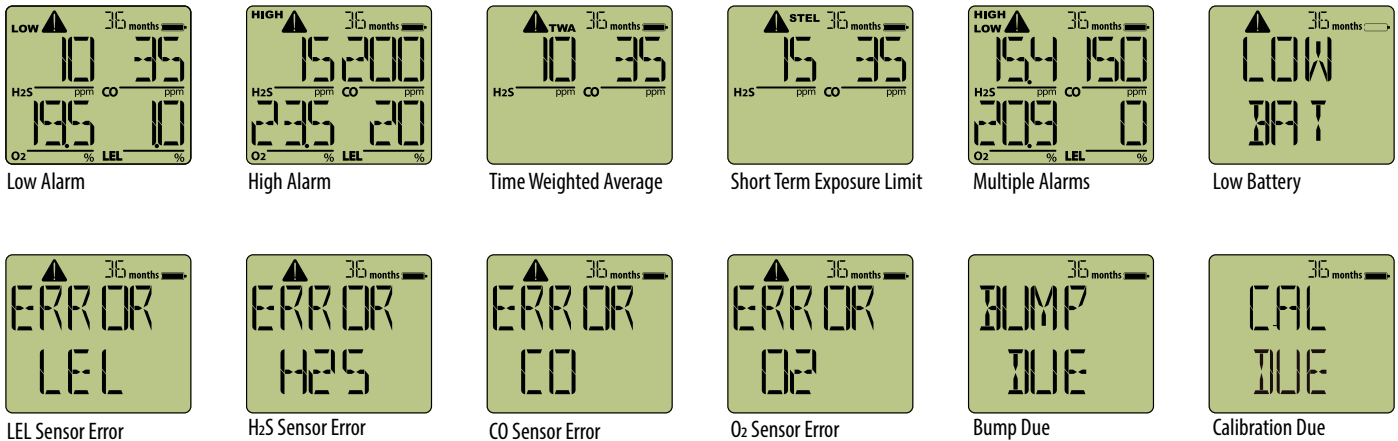 LOW 36 months
10 35
H2S ppm CO ppm
19.5 1.0
O2 % LEL %
Low Alarm
HIGH 36 months
15 200
H2S ppm CO ppm
23.5 20
O2 % LEL %
High Alarm
TWA 36 months
10 35
H2S ppm CO ppm
Time Weighted Average
STEL 36 months
15 35
H2S ppm CO ppm
Short Term Exposure Limit
HIGH
LOW 36 months
15.4 150
H2S ppm CO ppm
20.9 0
O2 % LEL %
Multiple Alarms
36 months
LOW
BAT
Low Battery
36 months
ERROR
LEL
LEL Sensor Error
36 months
ERROR
H2S
H2S Sensor Error
36 months
ERROR
CO
CO Sensor Error
36 months
ERROR
O2
O2 Sensor Error
36 months
BUMP
DUE
Bump Due
36 months
CAL
DUE
Calibration Due